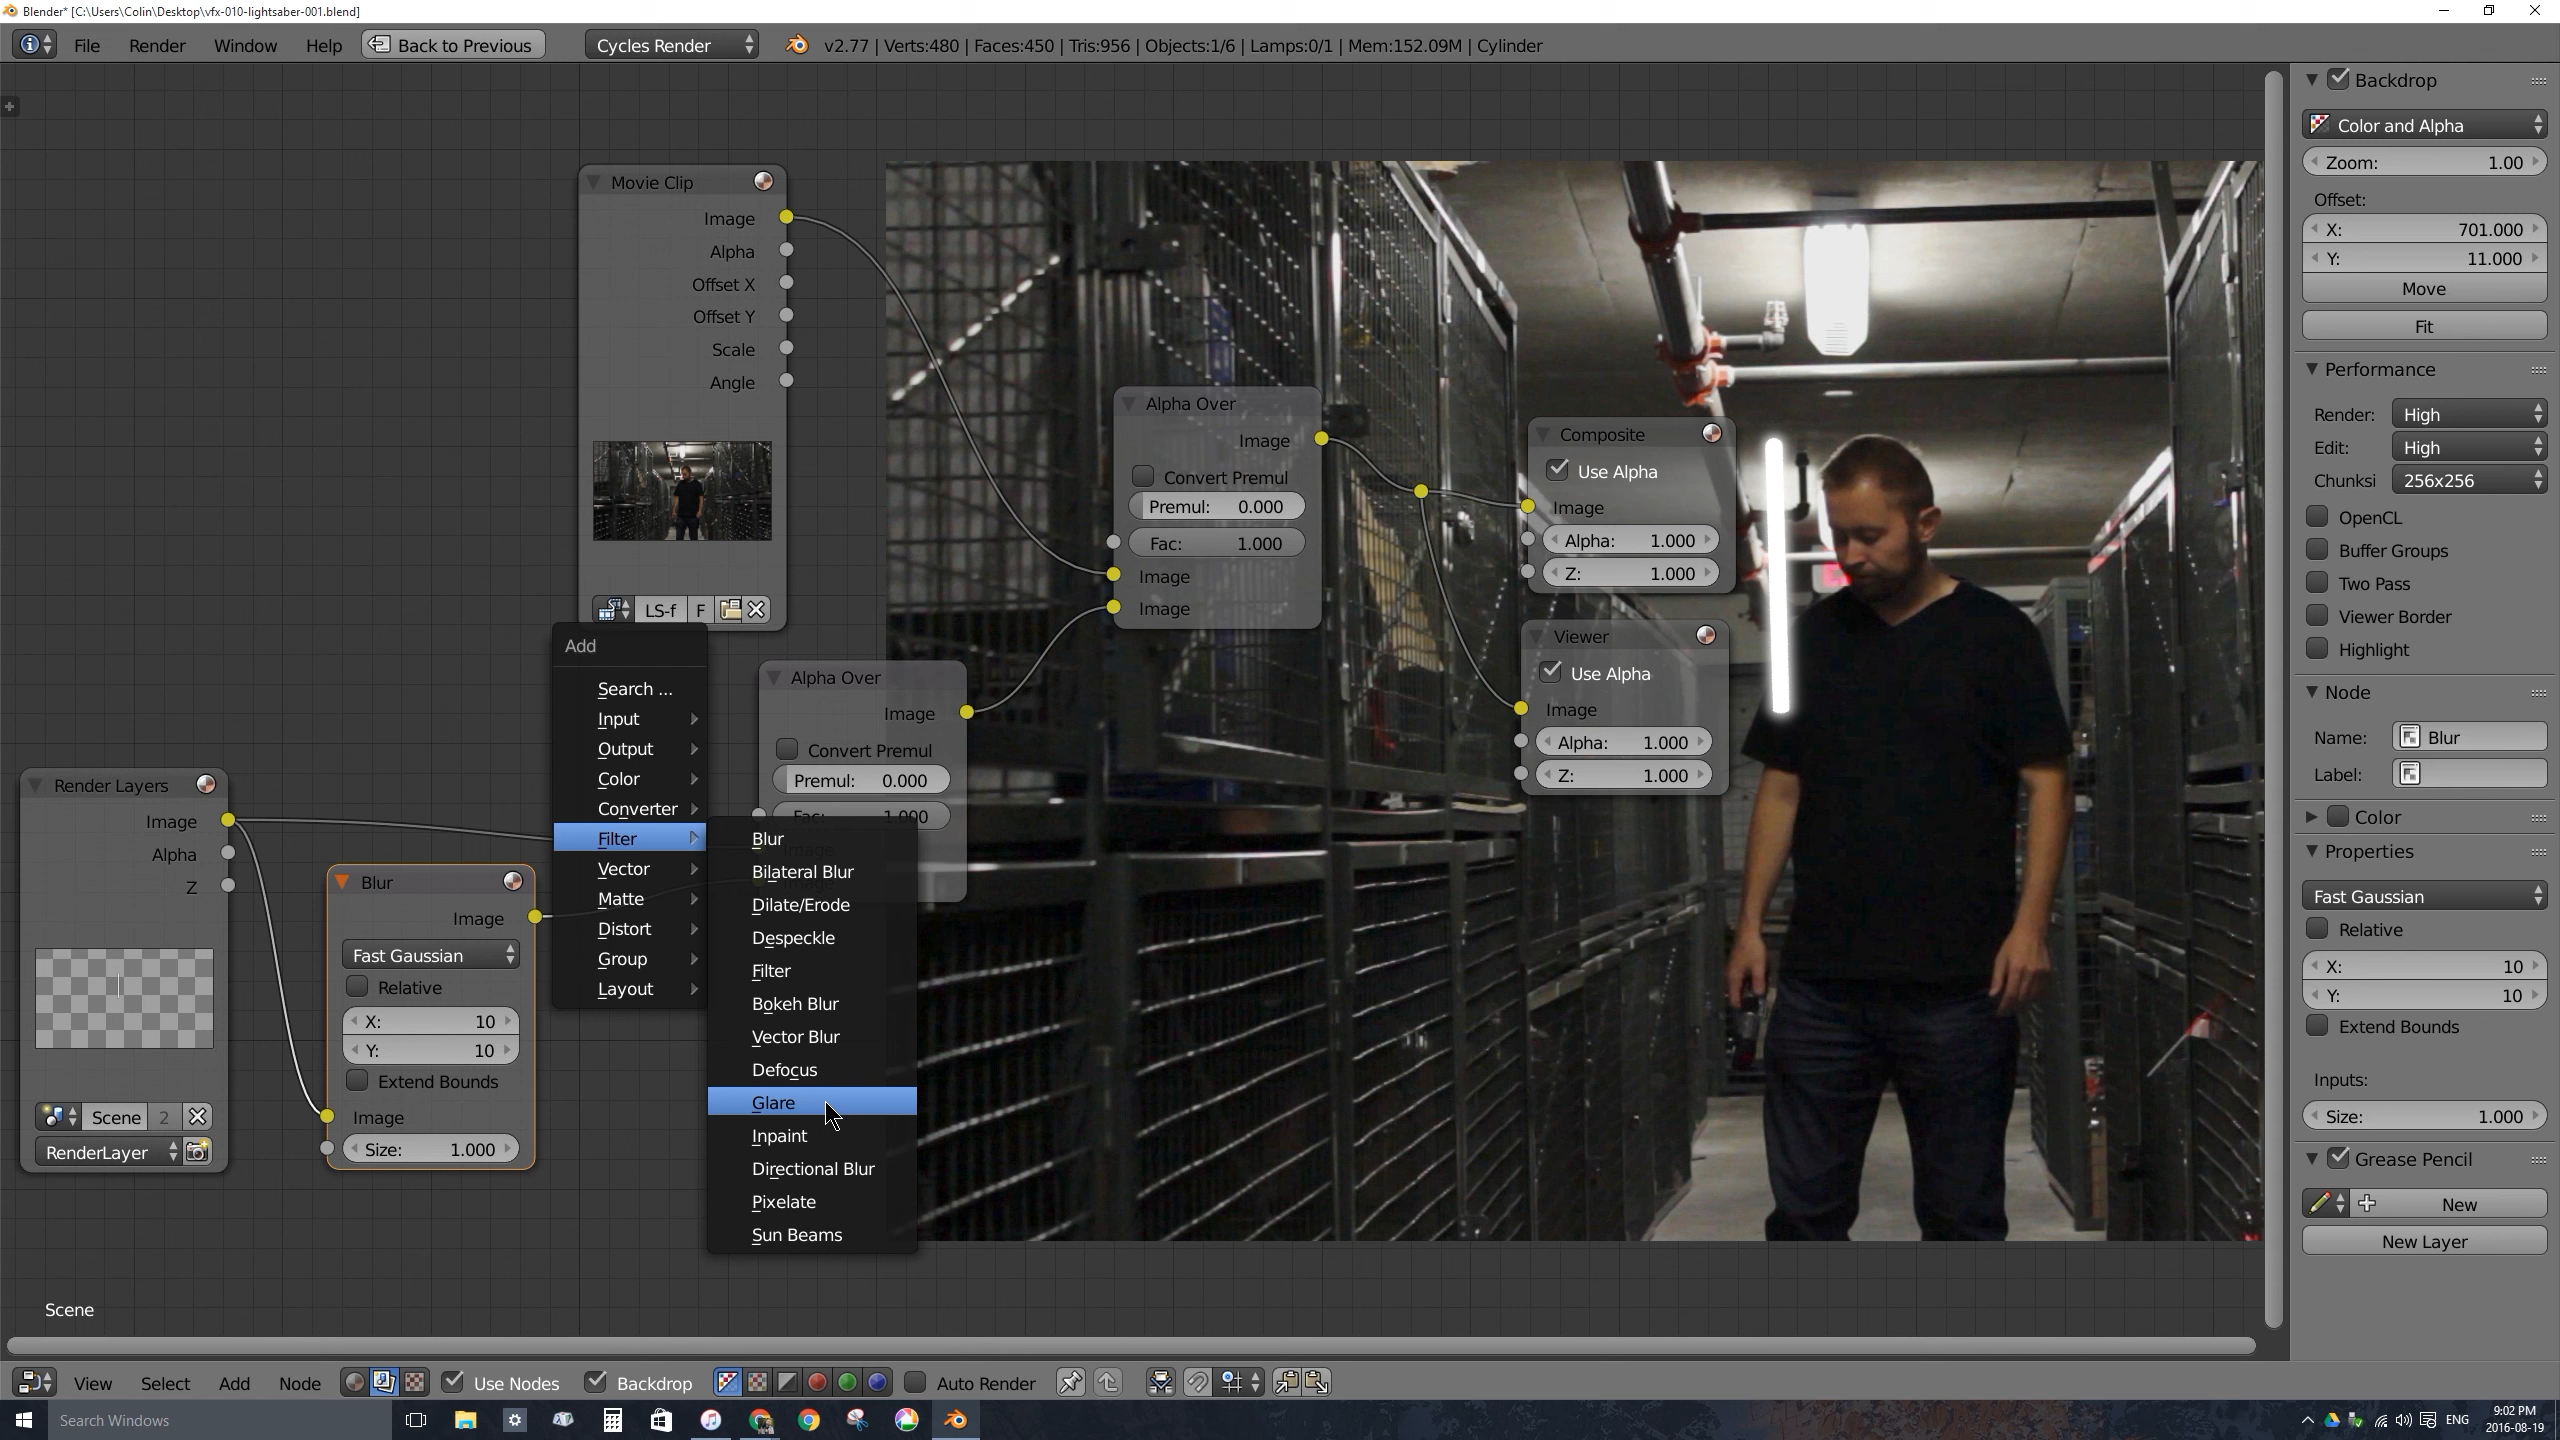 Blender* [C:\Users\Colin\Desktop\vfx-010-lightsaber-001.blend]
File Render Window Help Back to Previous Cycles Render v2.77 | Verts:480 | Faces:450 | Tris:956 | Objects:1/6 | Lamps:0/1 | Mem:152.09M | Cylinder
Movie Clip
Image
Alpha
Offset X
Offset Y
Scale
Angle
LS-f F
Add
Search ...
Input
Output
Color
Converter
Filter
Vector
Matte
Distort
Group
Layout
Blur
Bilateral Blur
Dilate/Erode
Despeckle
Filter
Bokeh Blur
Vector Blur
Defocus
Glare
Inpaint
Directional Blur
Pixelate
Sun Beams
Render Layers
Image
Alpha
Z
Scene 2
RenderLayer
Blur
Image
Fast Gaussian
Relative
X: 10
Y: 10
Extend Bounds
Image
Size: 1.000
Alpha Over
Image
Convert Premul
Premul: 0.000
Fac: 1.000
Image
Alpha Over
Image
Convert Premul
Premul: 0.000
Fac: 1.000
Image
Image
Composite
Use Alpha
Image
Alpha: 1.000
Z: 1.000
Viewer
Use Alpha
Image
Alpha: 1.000
Z: 1.000
Backdrop
Color and Alpha
Zoom: 1.00
Offset:
X: 701.000
Y: 11.000
Move
Fit
Performance
Render: High
Edit: High
Chunksi 256x256
OpenCL
Buffer Groups
Two Pass
Viewer Border
Highlight
Node
Name: Blur
Label:
Color
Properties
Fast Gaussian
Relative
X: 10
Y: 10
Extend Bounds
Inputs:
Size: 1.000
Grease Pencil
New
New Layer
Scene
View Select Add Node Use Nodes Backdrop Auto Render
Search Windows
ENG
9:02 PM
2016-08-19